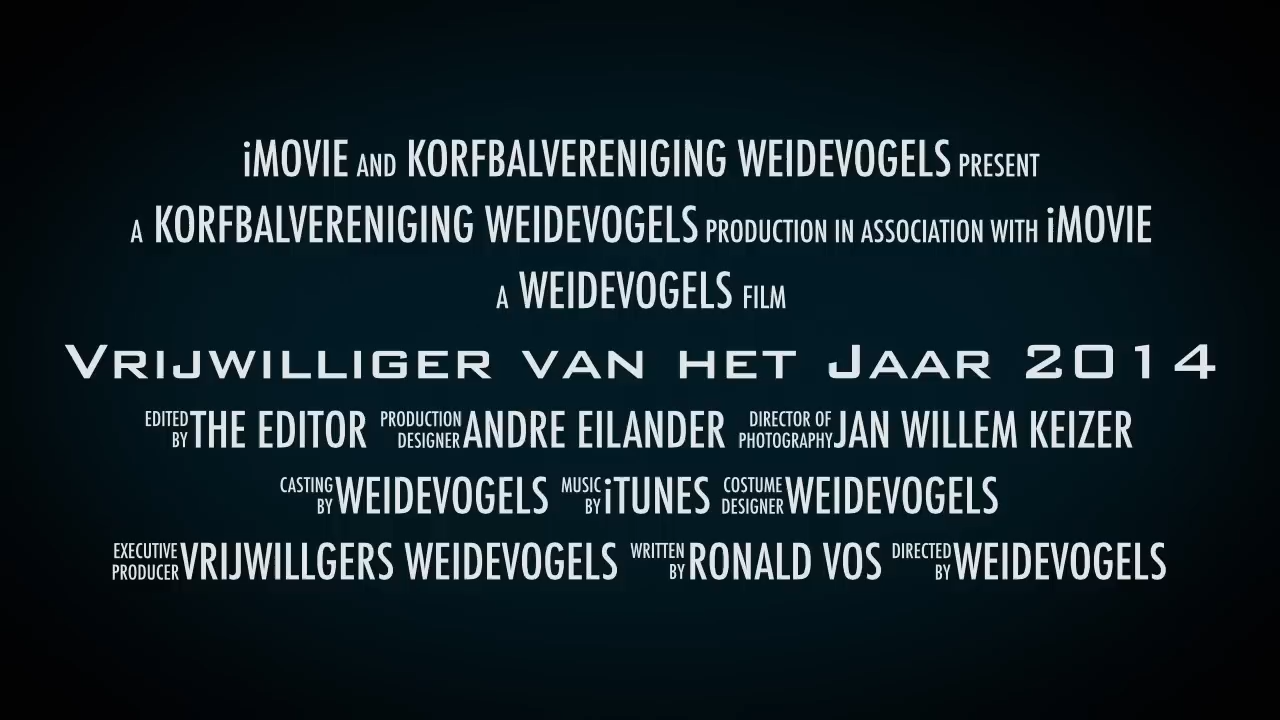 iMOVIE AND KORFBALVERENIGING WEIDEVOGELS PRESENT
A KORFBALVERENIGING WEIDEVOGELS PRODUCTION IN ASSOCIATION WITH iMOVIE
A WEIDEVOGELS FILM
VRIJWILLIGER VAN HET JAAR 2014
EDITED BY THE EDITOR PRODUCTION DESIGNER ANDRE EILANDER DIRECTOR OF PHOTOGRAPHY JAN WILLEM KEIZER
CASTING BY WEIDEVOGELS MUSIC BY iTUNES COSTUME DESIGNER WEIDEVOGELS
EXECUTIVE PRODUCER VRIJWILLGERS WEIDEVOGELS WRITTEN BY RONALD VOS DIRECTED BY WEIDEVOGELS